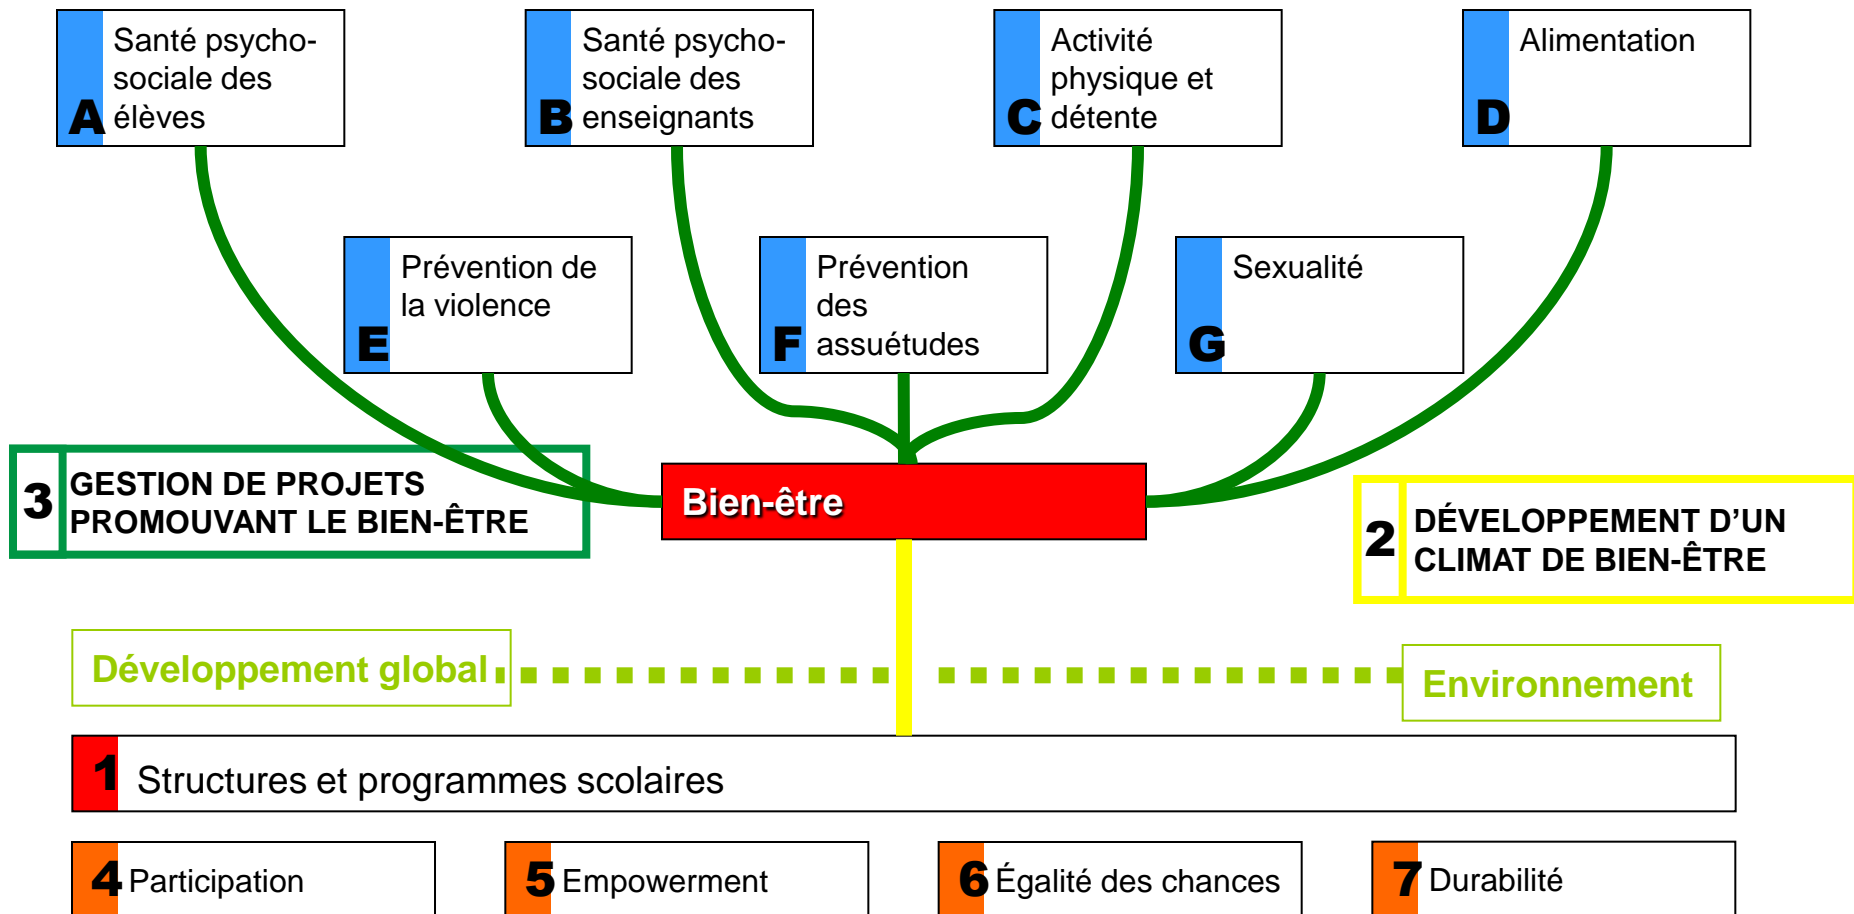 A
Santé psycho-
sociale des
élèves
B
Santé psycho-
sociale des
enseignants
C
Activité
physique et
détente
D
Alimentation
E
Prévention de
la violence
F
Prévention
des
assuétudes
G
Sexualité
3
GESTION DE PROJETS
PROMOUVANT LE BIEN-ÊTRE
Bien-être
2
DÉVELOPPEMENT D’UN
CLIMAT DE BIEN-ÊTRE
Développement global
Environnement
1 Structures et programmes scolaires
4 Participation
5 Empowerment
6 Égalité des chances
7 Durabilité